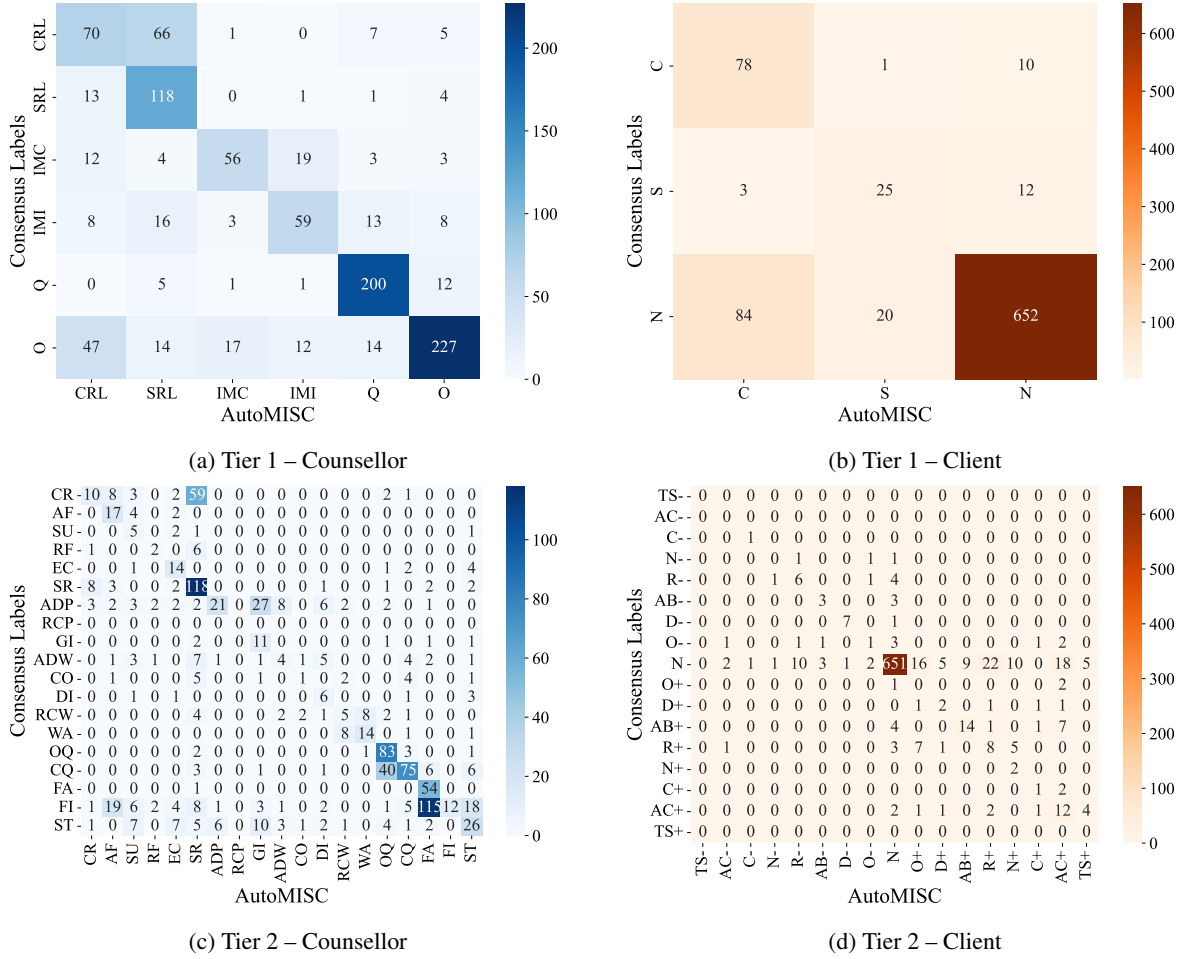 CRL 70 66 1 0 7 5
SRL 13 118 0 1 1 4
IMC 12 4 56 19 3 3
IMI 8 16 3 59 13 8
Q 0 5 1 1 200 12
O 47 14 17 12 14 227
CRL SRL IMC IMI Q O
Consensus Labels
AutoMISC
200
150
100
50
0
(a) Tier 1 – Counsellor
C 78 1 10
S 3 25 12
N 84 20 652
C S N
Consensus Labels
AutoMISC
600
500
400
300
200
100
(b) Tier 1 – Client
CR 10 8 3 0 2 59 0 0 0 0 0 0 0 0 2 1 0 0 0
AF 0 17 4 0 2 0 0 0 0 0 0 0 0 0 0 0 0 0 0
SU 0 0 5 0 2 1 0 0 0 0 0 0 0 0 0 0 0 0 1
RF 1 0 0 2 0 6 0 0 0 0 0 0 0 0 0 0 0 0 0
EC 0 0 1 0 14 0 0 0 0 0 0 0 0 0 1 2 0 0 4
SR 8 3 0 0 2 118 0 0 0 0 0 1 0 0 0 1 2 0 2
ADP 3 2 3 2 2 2 21 0 27 8 0 6 2 0 2 0 1 0 0
RCP 0 0 0 0 0 0 0 0 0 0 0 0 0 0 0 0 0 0 0
GI 0 0 0 0 0 2 0 0 11 0 0 0 0 0 1 0 1 0 1
ADW 0 1 3 0 1 7 1 0 1 4 1 5 0 0 0 4 2 0 1
CO 0 1 0 0 0 5 0 0 1 0 0 1 2 0 0 4 0 0 1
DI 0 0 1 0 1 0 0 0 0 0 0 6 0 0 0 0 0 0 3
RCW 0 0 0 0 0 4 0 0 0 2 2 1 5 8 2 1 0 0 0
WA 0 0 0 0 0 0 0 0 0 0 0 0 8 14 0 0 0 0 1
OQ 0 0 0 0 0 2 0 0 0 0 0 0 0 0 83 3 0 0 1
CQ 0 0 0 0 0 3 0 0 1 0 0 1 0 0 40 75 6 0 6
FA 0 0 0 0 0 0 0 0 0 0 0 0 0 0 0 0 54 0 0
FI 1 19 6 2 4 8 1 0 3 1 0 2 0 0 1 5 115 12 18
ST 1 0 7 0 7 5 6 0 10 3 1 2 1 0 4 1 2 0 26
CR AF SU RF EC SR ADP RCP GI ADW CO DI RCW WA OQ CQ FA FI ST
Consensus Labels
AutoMISC
100
80
60
40
20
0
(c) Tier 2 – Counsellor
TS- 0 0 0 0 0 0 0 0 0 0 0 0 0 0 0 0 0
AC- 0 0 0 0 0 0 0 0 0 0 0 0 0 0 0 0 0
C- 0 0 1 0 0 0 0 0 0 0 0 0 0 0 0 0 0
N- 0 0 0 0 1 0 0 1 1 0 0 0 0 0 0 0 0
R- 0 0 0 1 6 0 0 1 4 0 0 0 0 0 0 0 0
AB- 0 0 0 0 0 3 0 0 3 0 0 0 0 0 0 0 0
D- 0 0 0 0 0 0 7 0 1 0 0 0 0 0 0 0 0
O- 0 1 0 0 1 1 0 1 3 0 0 0 0 0 1 2 0
N 0 2 1 1 10 3 1 2 651 16 5 9 22 10 0 18 5
O+ 0 0 0 0 0 0 0 0 1 0 0 0 0 0 0 2 0
D+ 0 0 0 0 0 0 0 0 0 1 2 0 1 0 1 1 0
AB+ 0 0 0 0 0 0 0 0 4 0 0 14 1 0 1 7 0
R+ 0 1 0 0 0 0 0 0 3 7 1 0 8 5 0 0 0
N+ 0 0 0 0 0 0 0 0 0 0 0 0 0 2 0 0 0
C+ 0 0 0 0 0 0 0 0 0 0 0 0 0 0 1 2 0
AC+ 0 0 0 0 0 0 0 0 2 1 1 0 2 0 1 12 4
TS+ 0 0 0 0 0 0 0 0 0 0 0 0 0 0 0 0 0
TS- AC- C- N- R- AB- D- O- N O+ D+ AB+ R+ N+ C+ AC+ TS+
Consensus Labels
AutoMISC
600
500
400
300
200
100
0
(d) Tier 2 – Client